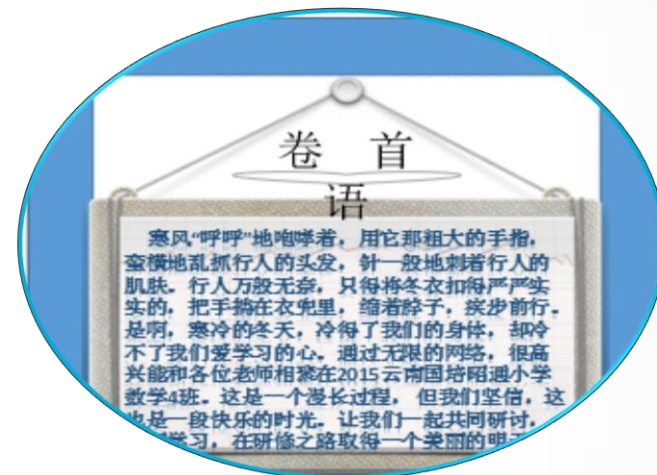 卷 首
语
寒风“呼呼”地咆哮着，用它那粗大的手指，
蛮横地乱抓行人的头发，针一般地刺着行人的
肌肤。行人万般无奈，只得将冬衣扣得严严实
实的，把手揣在衣兜里，缩着脖子，疾步前行。
是啊，寒冷的冬天，冷得了我们的身体，却冷
不了我们爱学习的心。通过无限的网络，很高
兴能和各位老师相聚在2015云南国培昭通小学
数学4班。这是一个漫长过程，但我们坚信，这
也是一段快乐的时光。让我们一起共同研讨，
学习，在研修之路取得一个美丽的明